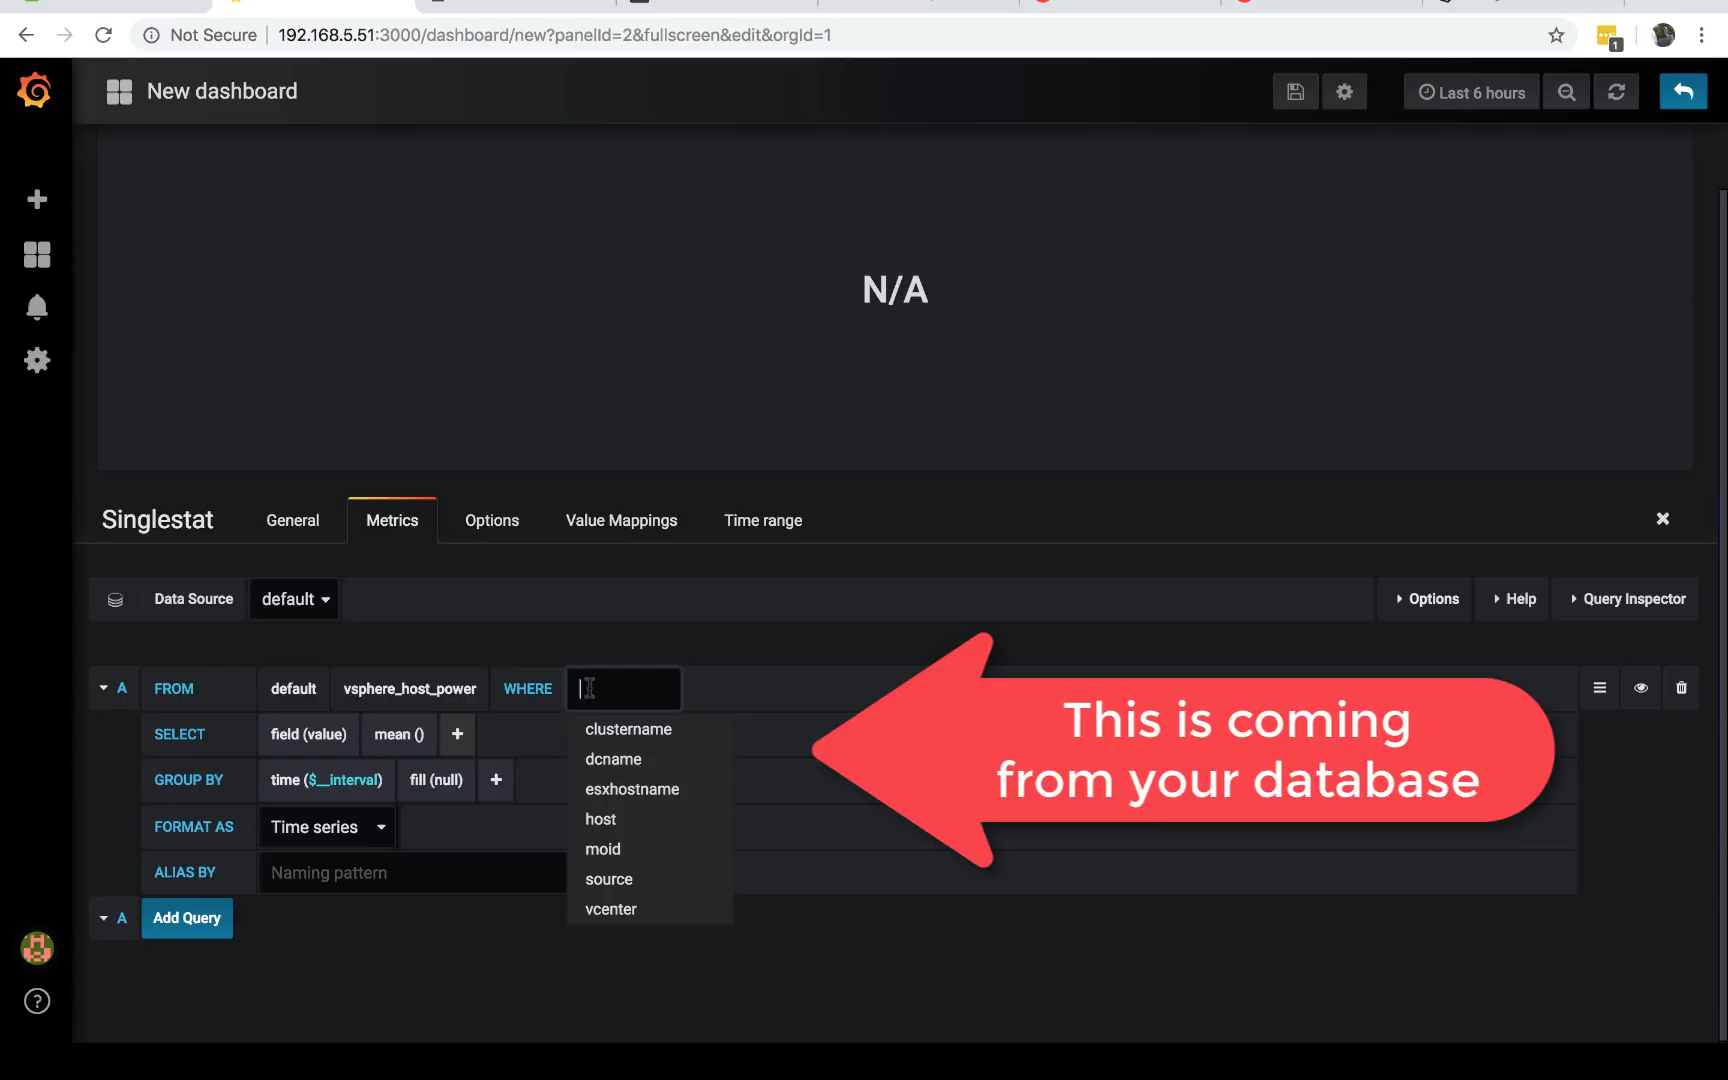 Not Secure
192.168.5.51:3000/dashboard/new?panelId=2&fullscreen&edit&orgId=1
1
New dashboard
Last 6 hours
N/A
Singlestat
General
Metrics
Options
Value Mappings
Time range
Data Source
default
Options
Help
Query Inspector
A
FROM
default
vsphere_host_power
WHERE
SELECT
field (value)
mean ()
+
GROUP BY
time ($__interval)
fill (null)
+
FORMAT AS
Time series
ALIAS BY
Naming pattern
clustername
dcname
esxhostname
host
moid
source
vcenter
This is coming
from your database
A
Add Query